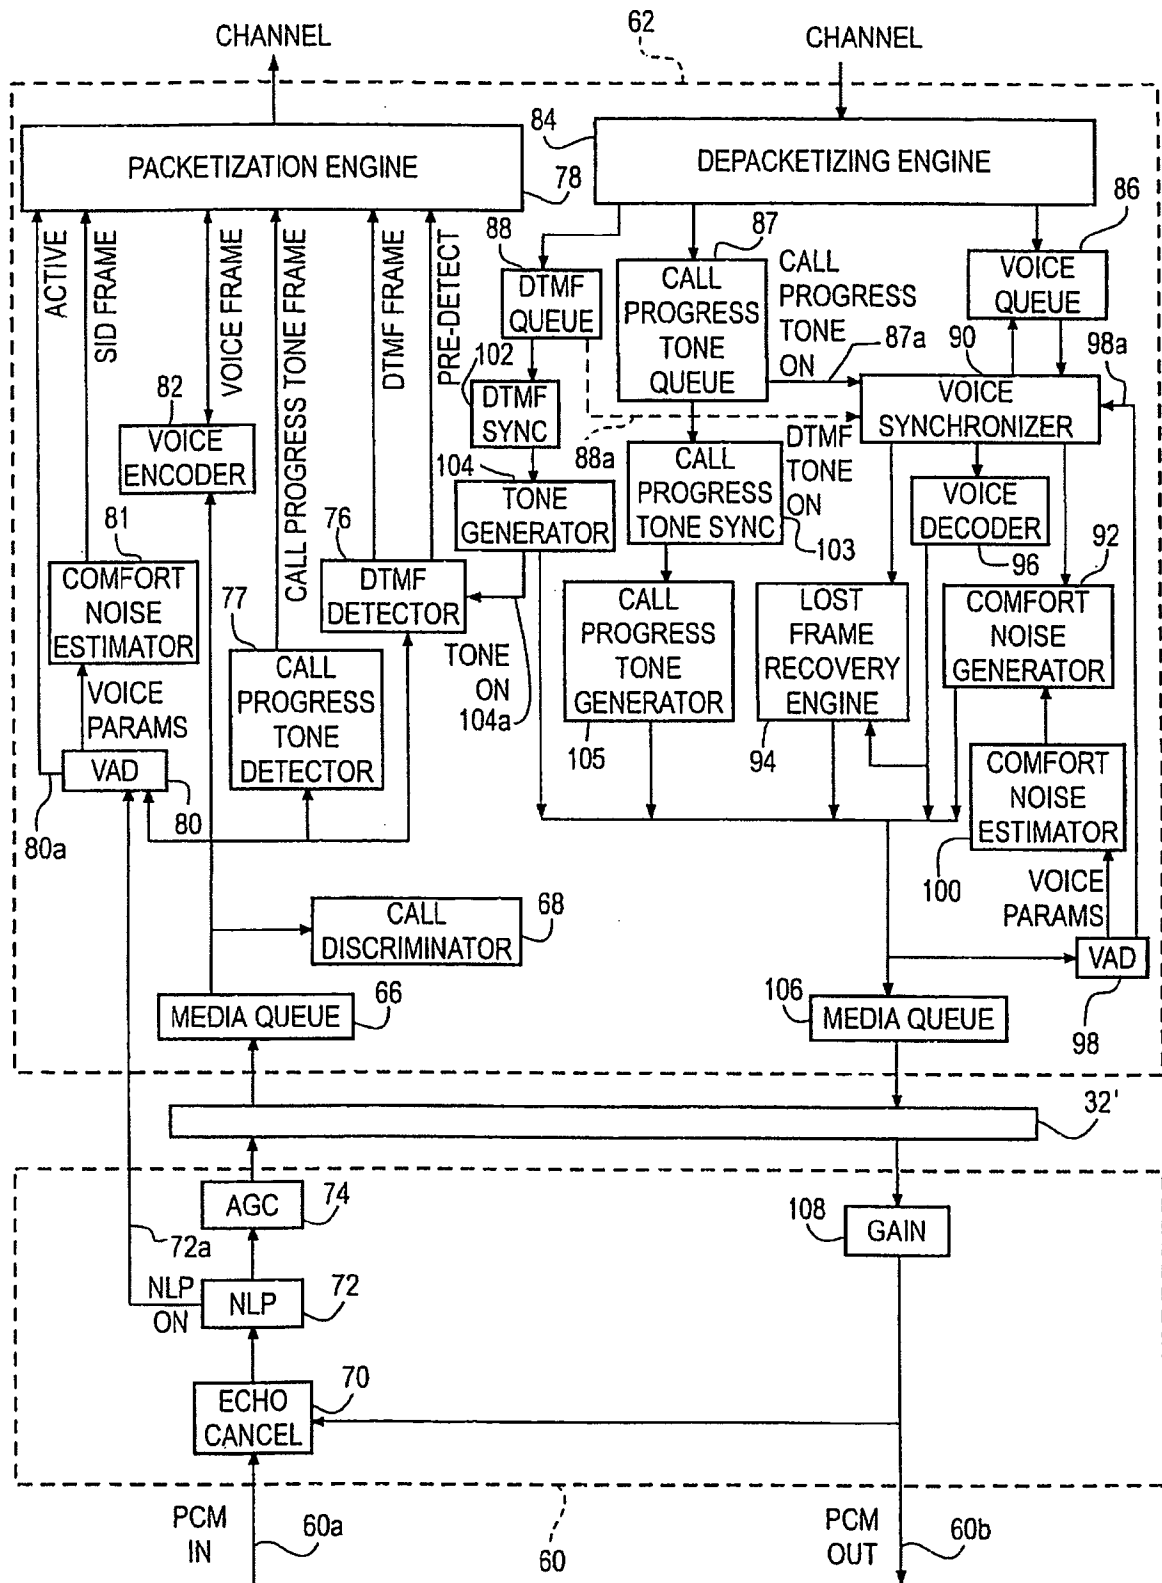 CHANNEL
62
CHANNEL
84
PACKETIZATION ENGINE
78
DEPACKETIZING ENGINE
ACTIVE
SID FRAME
VOICE FRAME
CALL PROGRESS TONE FRAME
DTMF FRAME
PRE-DETECT
88
DTMF
QUEUE
87
CALL
PROGRESS
TONE
QUEUE
CALL
PROGRESS
TONE
ON
87a
86
VOICE
QUEUE
90
98a
VOICE
SYNCHRONIZER
102
DTMF
SYNC
88a
DTMF
TONE
ON
82
VOICE
ENCODER
104
TONE
GENERATOR
CALL
PROGRESS
TONE SYNC
103
VOICE
DECODER
96
92
81
COMFORT
NOISE
ESTIMATOR
VOICE
PARAMS
77
CALL
PROGRESS
TONE
DETECTOR
76
DTMF
DETECTOR
TONE
ON
104a
CALL
PROGRESS
TONE
GENERATOR
105
LOST
FRAME
RECOVERY
ENGINE
94
COMFORT
NOISE
GENERATOR
VAD
80
80a
COMFORT
NOISE
ESTIMATOR
100
VOICE
PARAMS
CALL
DISCRIMINATOR
68
VAD
98
MEDIA QUEUE
66
106
MEDIA QUEUE
32'
AGC
74
72a
108
GAIN
NLP
ON
NLP
72
ECHO
CANCEL
70
PCM
IN
60a
60
PCM
OUT
60b